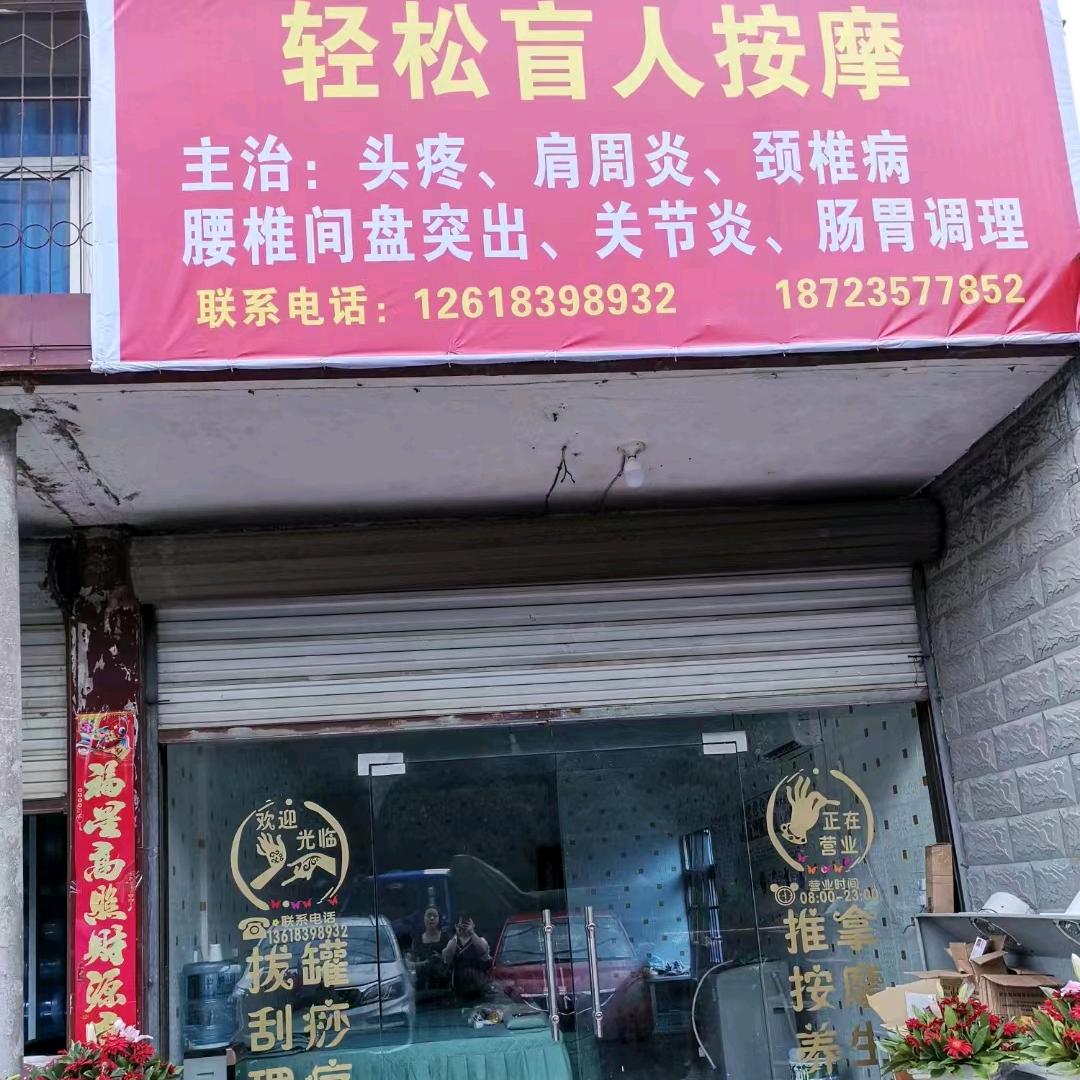 轻松盲人按摩
主治：头疼、肩周炎、颈椎病
腰椎间盘突出、关节炎、肠胃调理
联系电话：12618398932 18723577852
福星高照财源
欢迎
光临
联系电话
13618398932
拔罐
刮痧
理疗
正在
营业
营业时间
08:00-23:00
推拿
按摩
养生